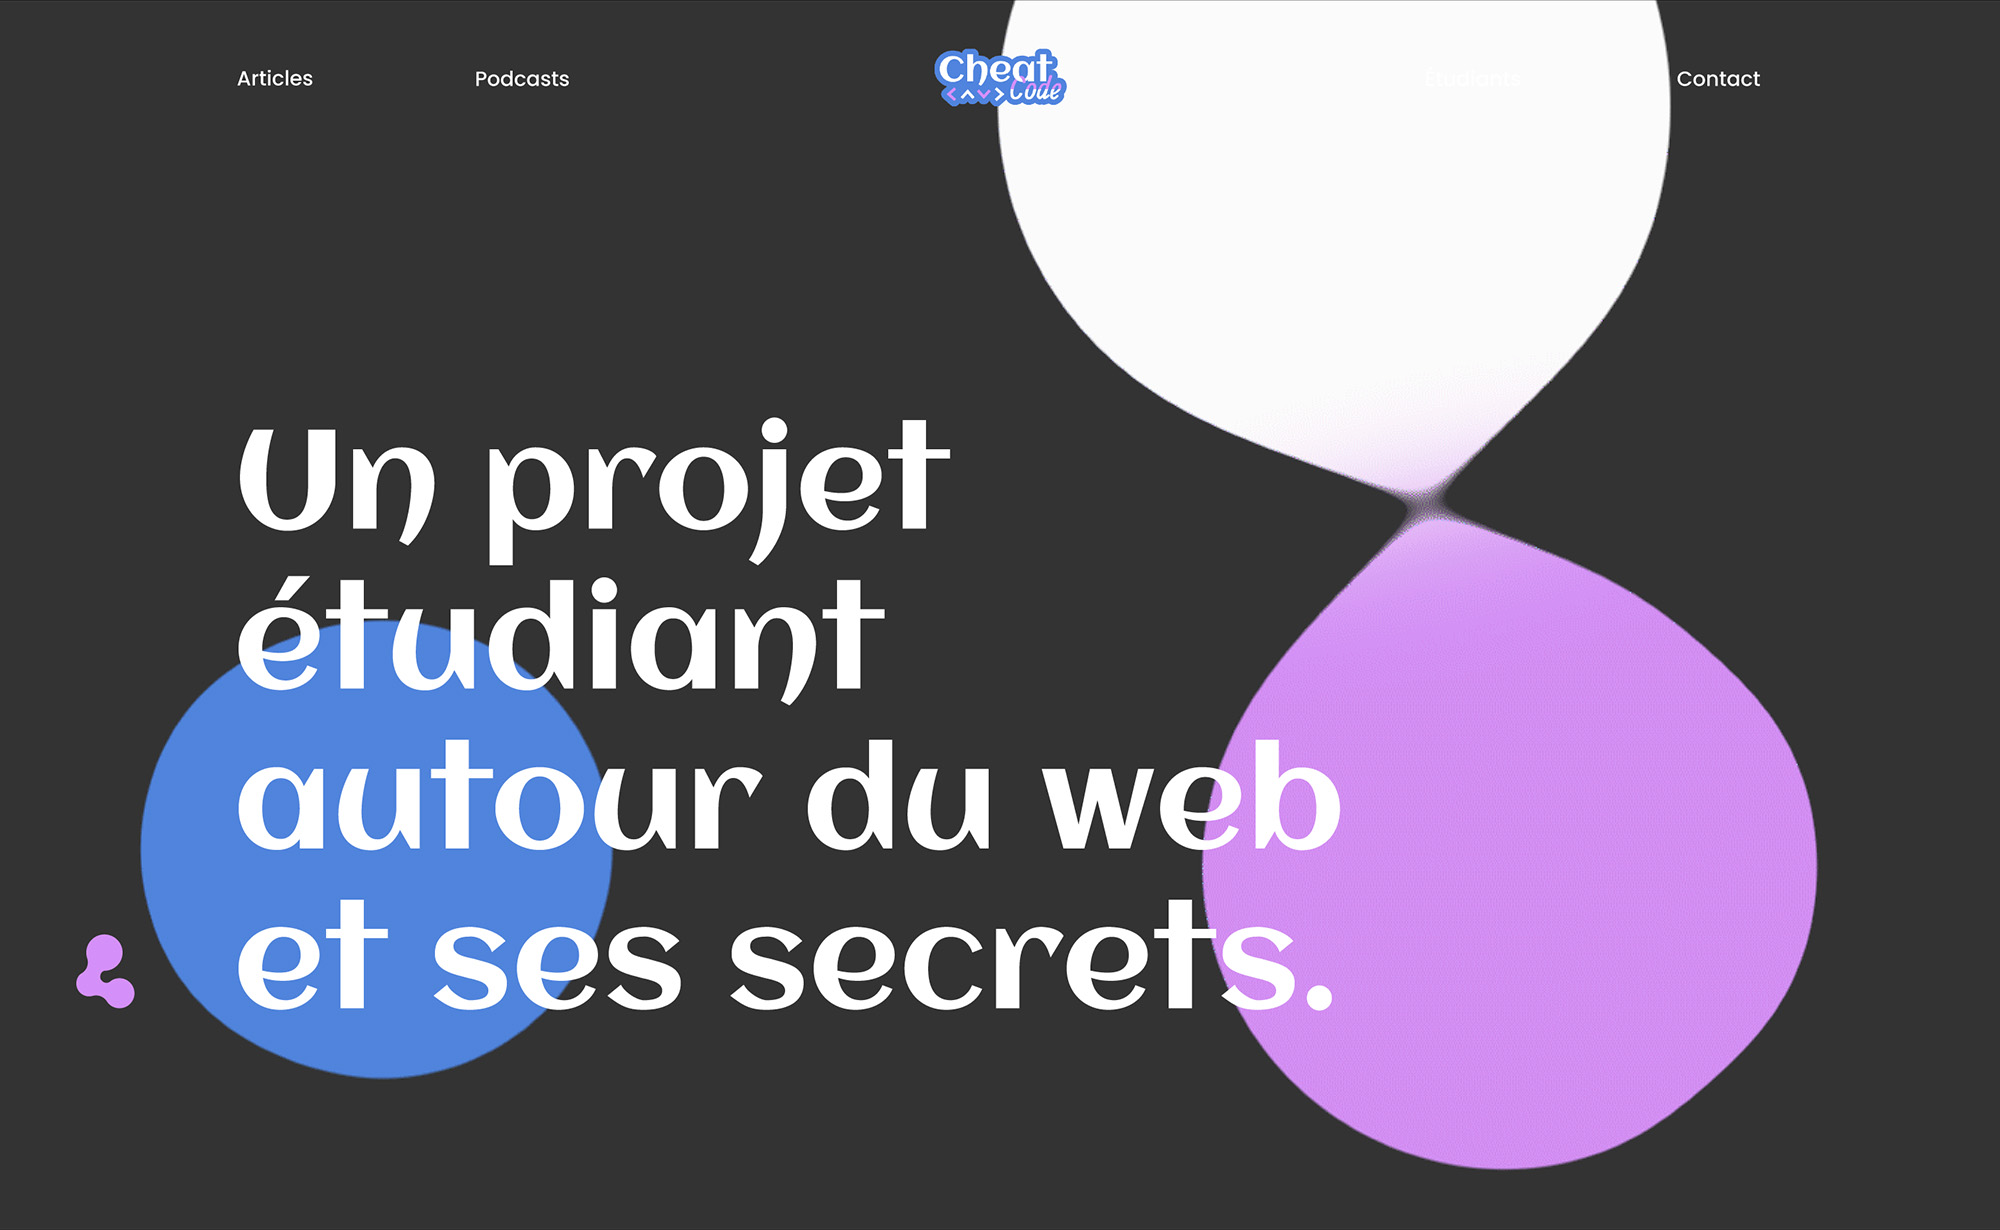 Articles
Podcasts
Cheat
Code
Étudiants
Contact
Un projet
étudiant
autour du web
et ses secrets.